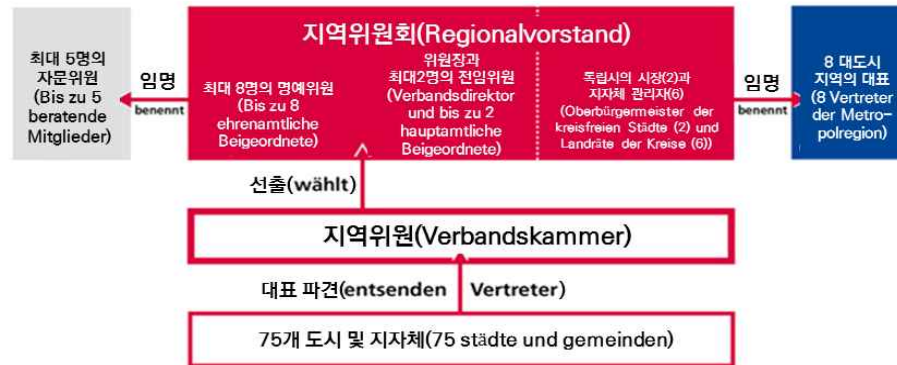 최대 5명의
자문위원
(Bis zu 5
beratende
Mitglieder)
임명
benennt
지역위원회(Regionalvorstand)
최대 8명의 명예위원
(Bis zu 8
ehrenamtliche
Beigeordnete)
위원장과
최대2명의 전임위원
(Verbandsdirektor
und bis zu 2
hauptamtliche
Beigeordnete)
독립시의 시장(2)과
지자체 관리자(6)
(Oberbürgermeister der
kreisfreien Städte (2) und
Landräte der Kreise (6))
임명
benennt
8 대도시
지역의 대표
(8 Vertreter
der Metro-
polregion)
선출(wählt)
지역위원(Verbandskammer)
대표 파견(entsenden Vertreter)
75개 도시 및 지자체(75 städte und gemeinden)